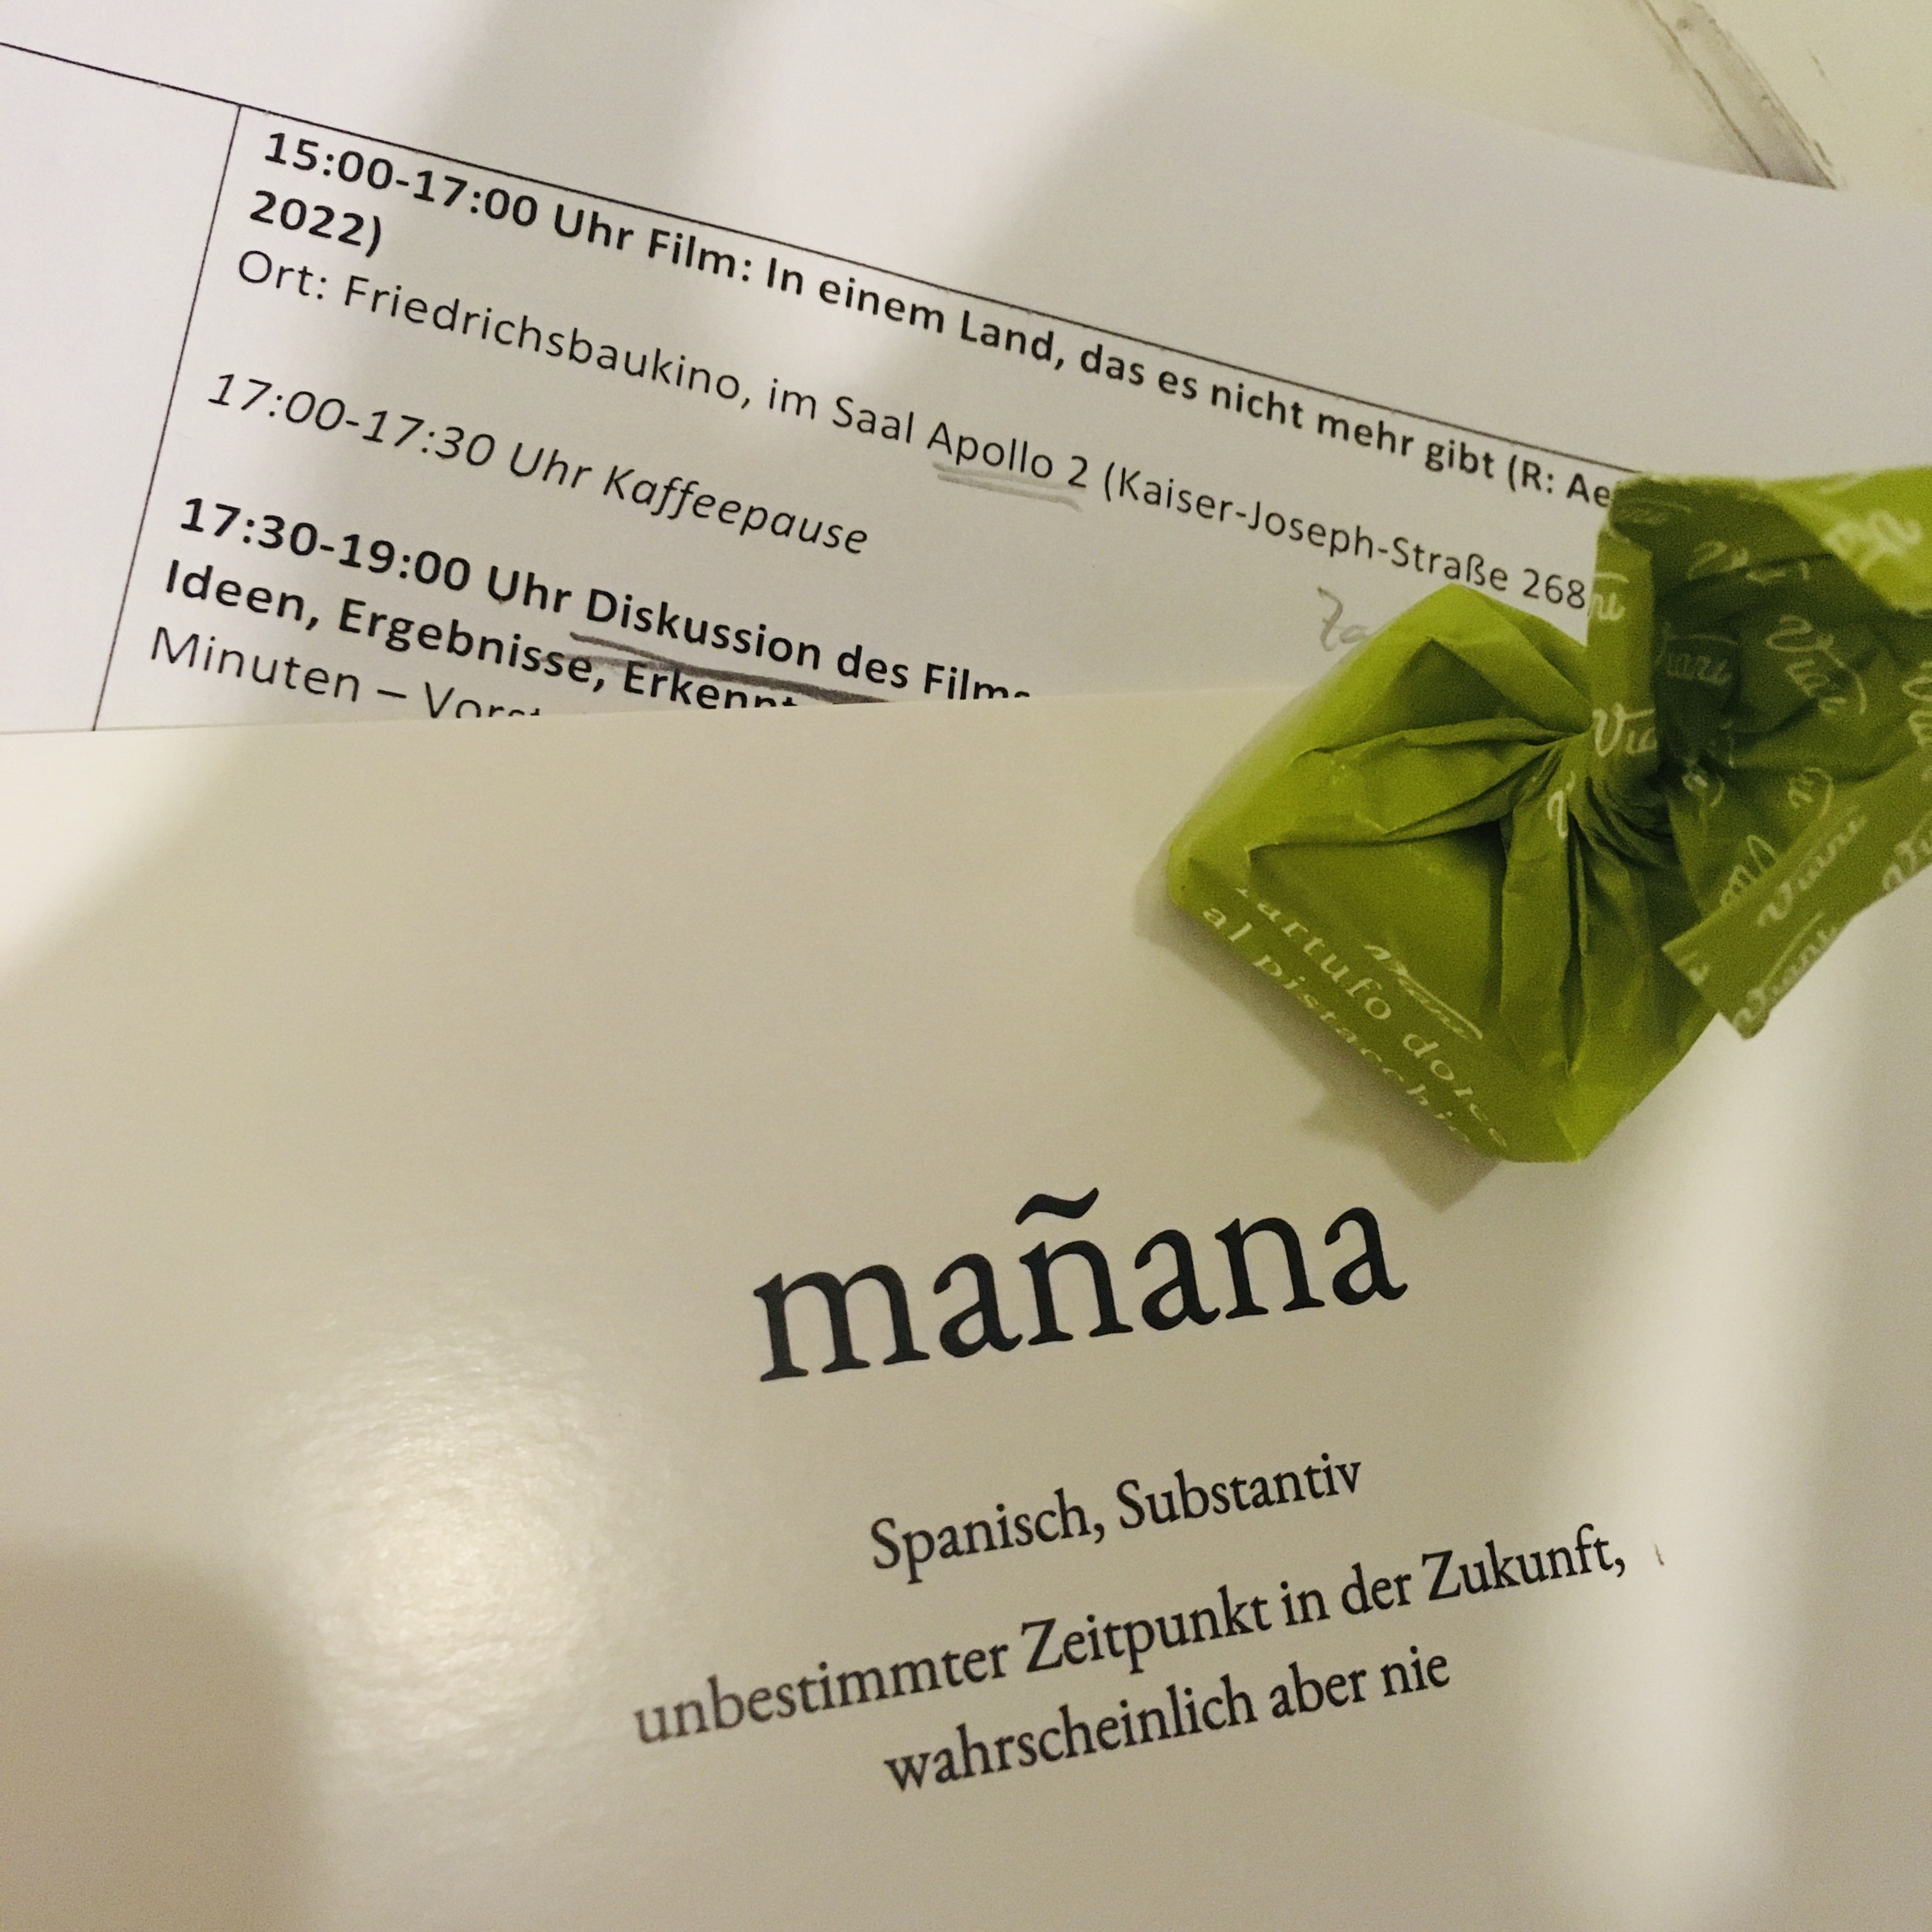 15:00-17:00 Uhr Film: In einem Land, das es nicht mehr gibt (R:
2022)
Ort: Friedrichsbaukino, im Saal Apollo 2 (Kaiser-Joseph-Straße 268
17:00-17:30 Uhr Kaffeepause
17:30-19:00 Uhr Diskussion des Films
Ideen, Ergebnisse,
Minuten –
Viani
Tartufo dolce
al Pistacchio
mañana
Spanisch, Substantiv
unbestimmter Zeitpunkt in der Zukunft,
wahrscheinlich aber nie